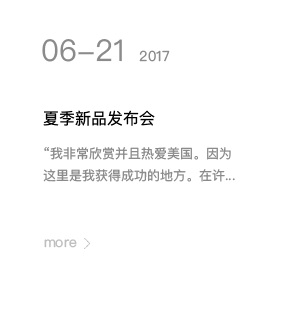 06-21 2017
夏季新品发布会
“我非常欣赏并且热爱美国。因为
这里是我获得成功的地方。在许...
more >